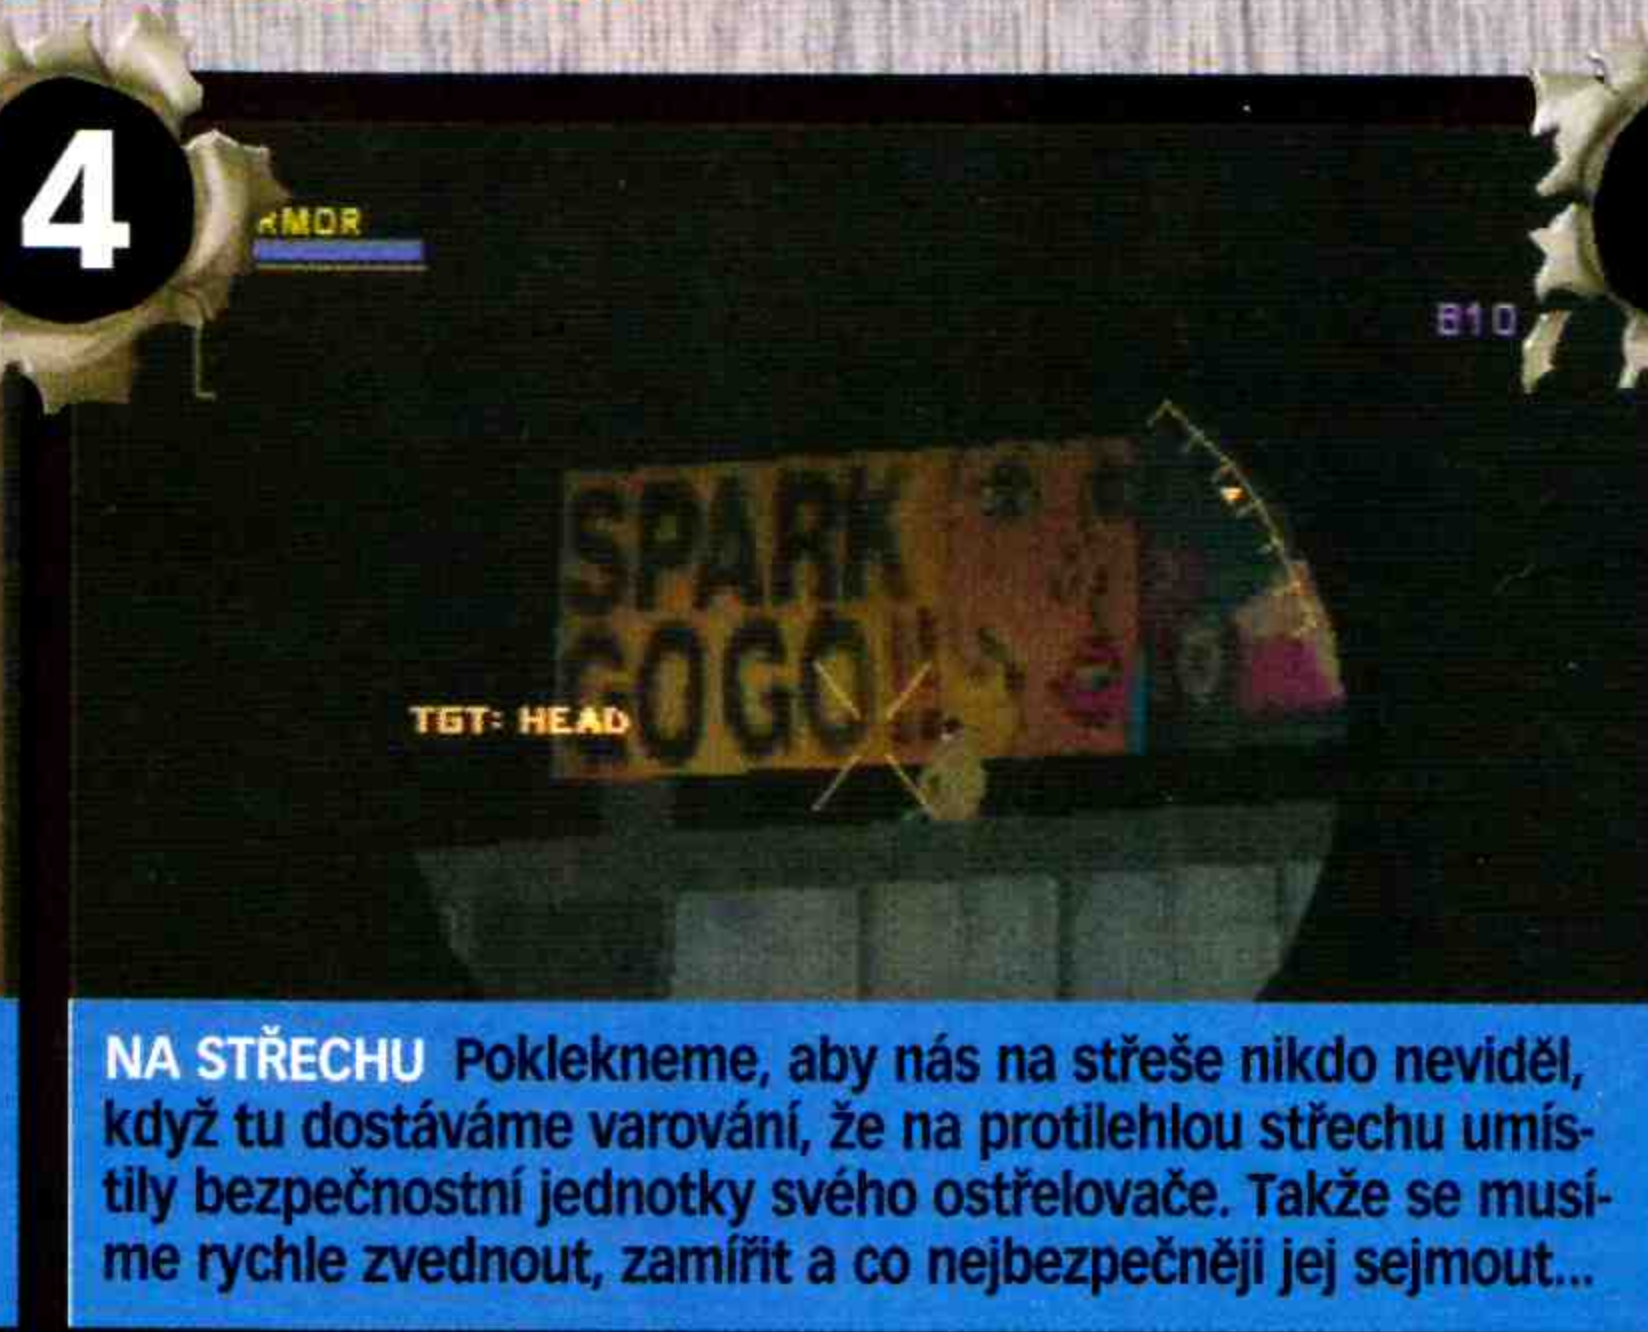 4
RMOR
810
SPARK
GOGO!!
TGT: HEAD
NA STŘECHU Poklekneme, aby nás na střeše nikdo neviděl,
když tu dostáváme varování, že na protilehlou střechu umís-
tily bezpečnostní jednotky svého ostřelovače. Takže se musí-
me rychle zvednout, zamířit a co nejbezpečněji jej sejmout...